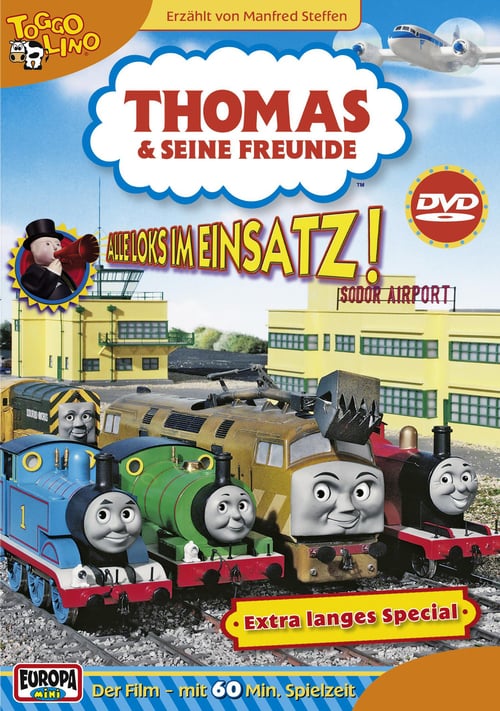 TOGGO
LINO
Erzählt von Manfred Steffen
THOMAS
& SEINE FREUNDE
™
DVD
ALLE LOKS IM EINSATZ!
SODOR AIRPORT
1
Extra langes Special
EUROPA
mini
Der Film – mit 60 Min. Spielzeit